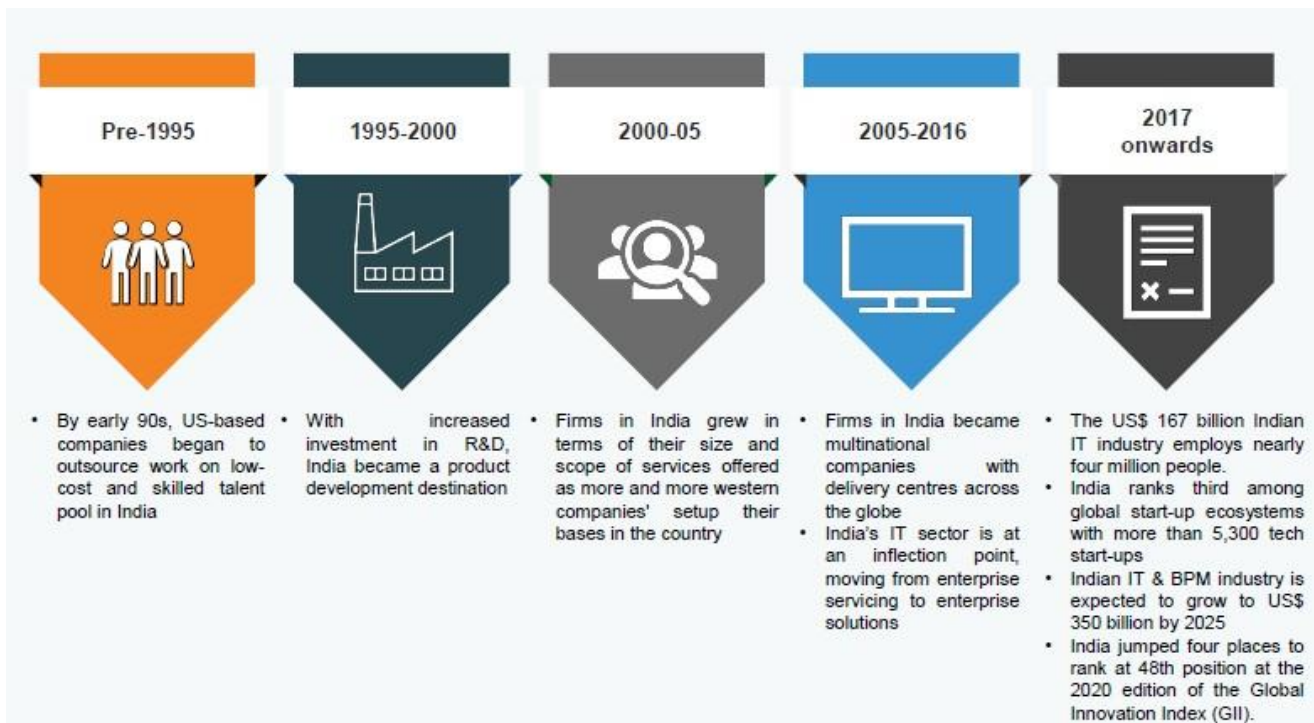 Pre-1995
1995-2000
2000-05
2005-2016
2017
onwards
• By early 90s, US-based
companies began to
outsource work on low-
cost and skilled talent
pool in India
• With increased
investment in R&D,
India became a product
development destination
• Firms in India grew in
terms of their size and
scope of services offered
as more and more western
companies' setup their
bases in the country
• Firms in India became
multinational
companies with
delivery centres across
the globe
• India's IT sector is at
an inflection point,
moving from enterprise
servicing to enterprise
solutions
• The US$ 167 billion Indian
IT industry employs nearly
four million people.
• India ranks third among
global start-up ecosystems
with more than 5,300 tech
start-ups
• Indian IT & BPM industry is
expected to grow to US$
350 billion by 2025
• India jumped four places to
rank at 48th position at the
2020 edition of the Global
Innovation Index (GII).